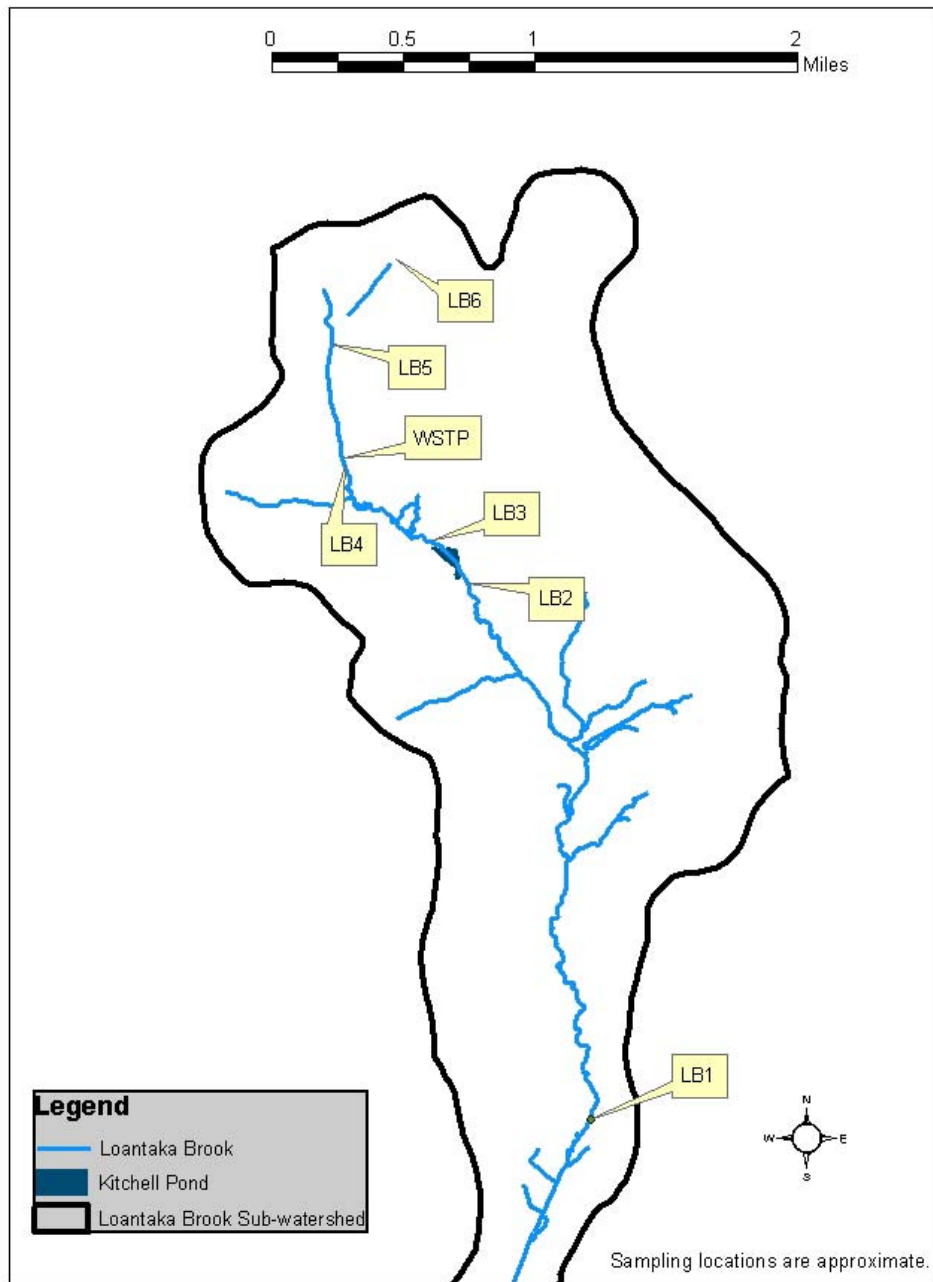 0 0.5 1 2
Miles
LB6
LB5
WSTP
LB3
LB4
LB2
LB1
N
W E
S
Legend
Loantaka Brook
Kitchell Pond
Loantaka Brook Sub-watershed
Sampling locations are approximate.